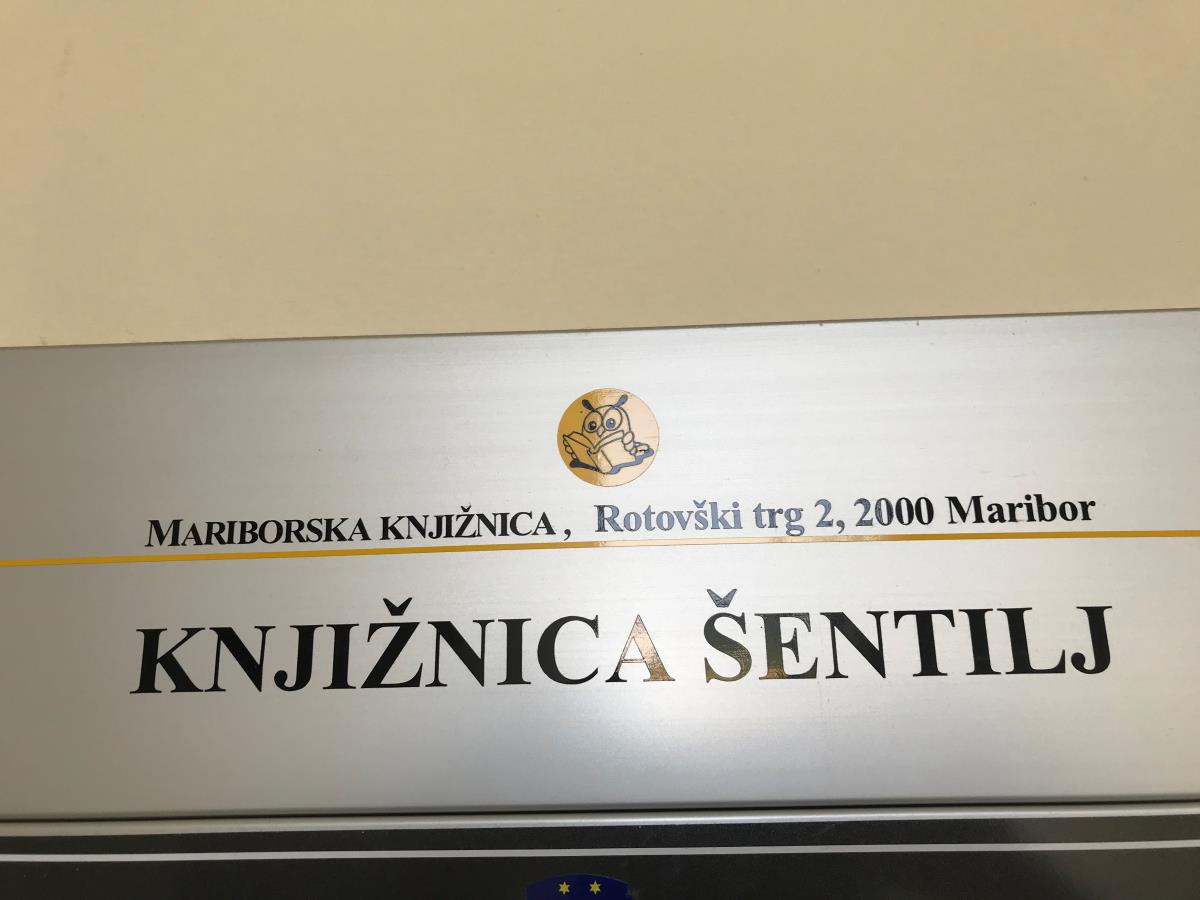 MARIBORSKA KNJIŽNICA, Rotovški trg 2, 2000 Maribor
KNJIŽNICA ŠENTILJ